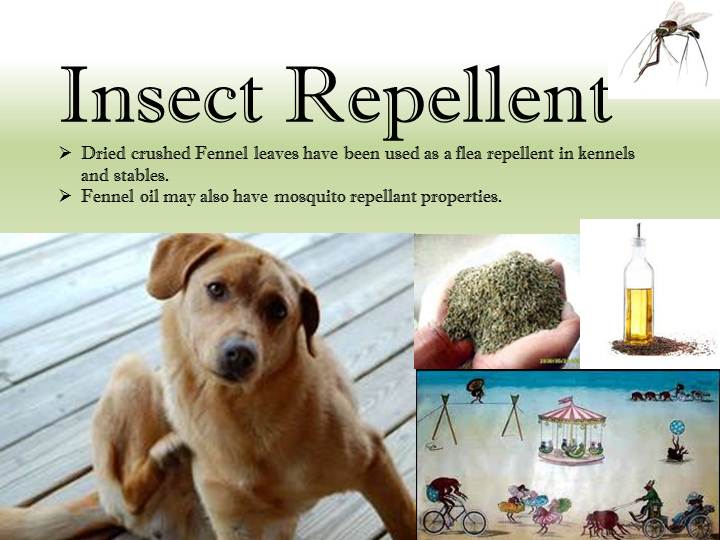 Insect Repellent
➢ Dried crushed Fennel leaves have been used as a flea repellent in kennels
and stables.
➢ Fennel oil may also have mosquito repellant properties.